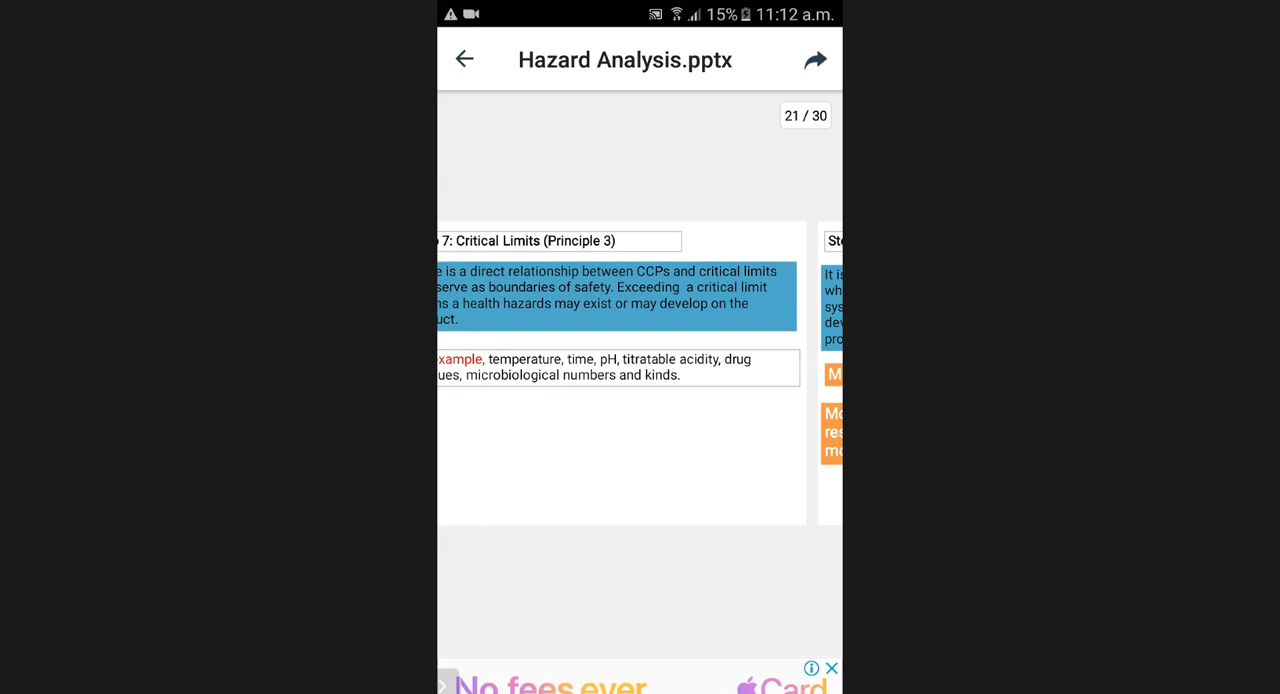 15% 11:12 a.m.
Hazard Analysis.pptx
21 / 30
7: Critical Limits (Principle 3)
is a direct relationship between CCPs and critical limits
serve as boundaries of safety. Exceeding a critical limit
a health hazards may exist or may develop on the
uct.
xample, temperature, time, pH, titratable acidity, drug
ues, microbiological numbers and kinds.
It is
No fees ever
Card